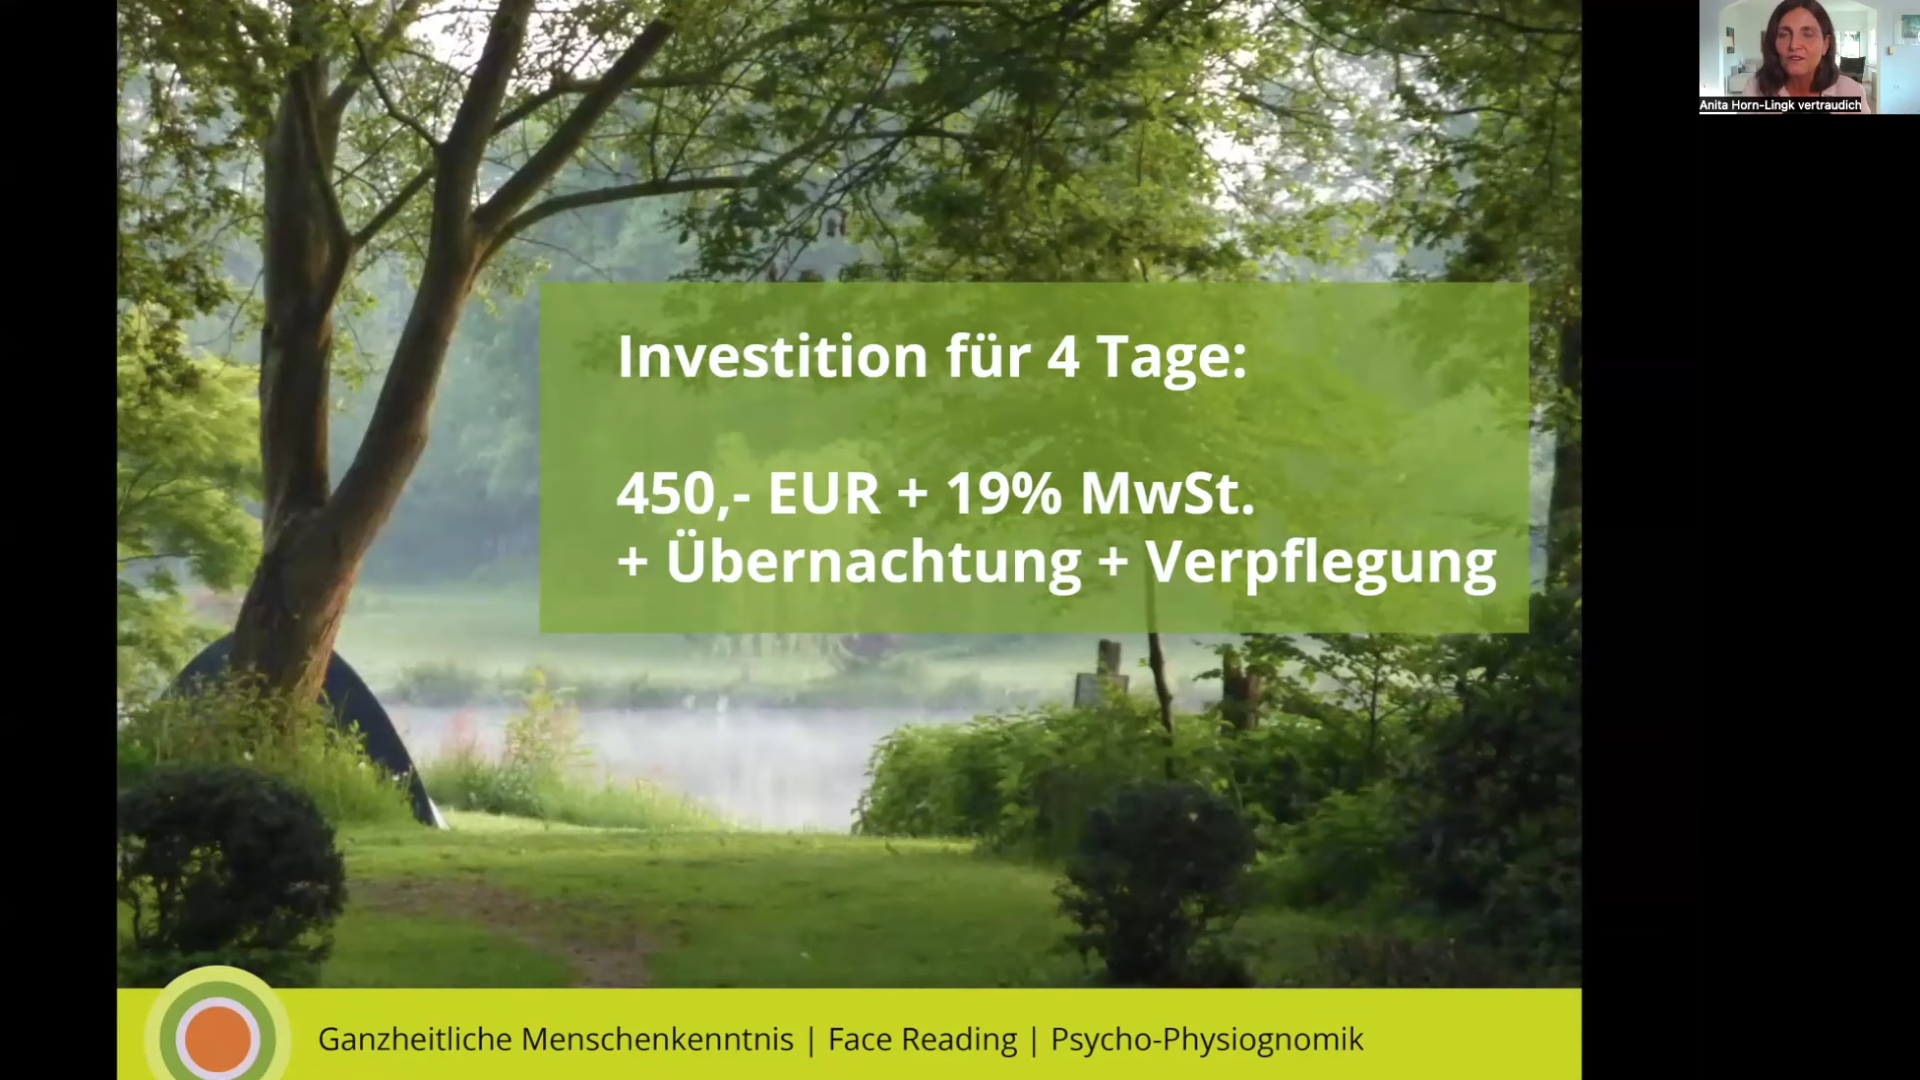 Anita Horn-Lingk vertraudich
Investition für 4 Tage:
450,- EUR + 19% MwSt.
+ Übernachtung + Verpflegung
Ganzheitliche Menschenkenntnis | Face Reading | Psycho-Physiognomik